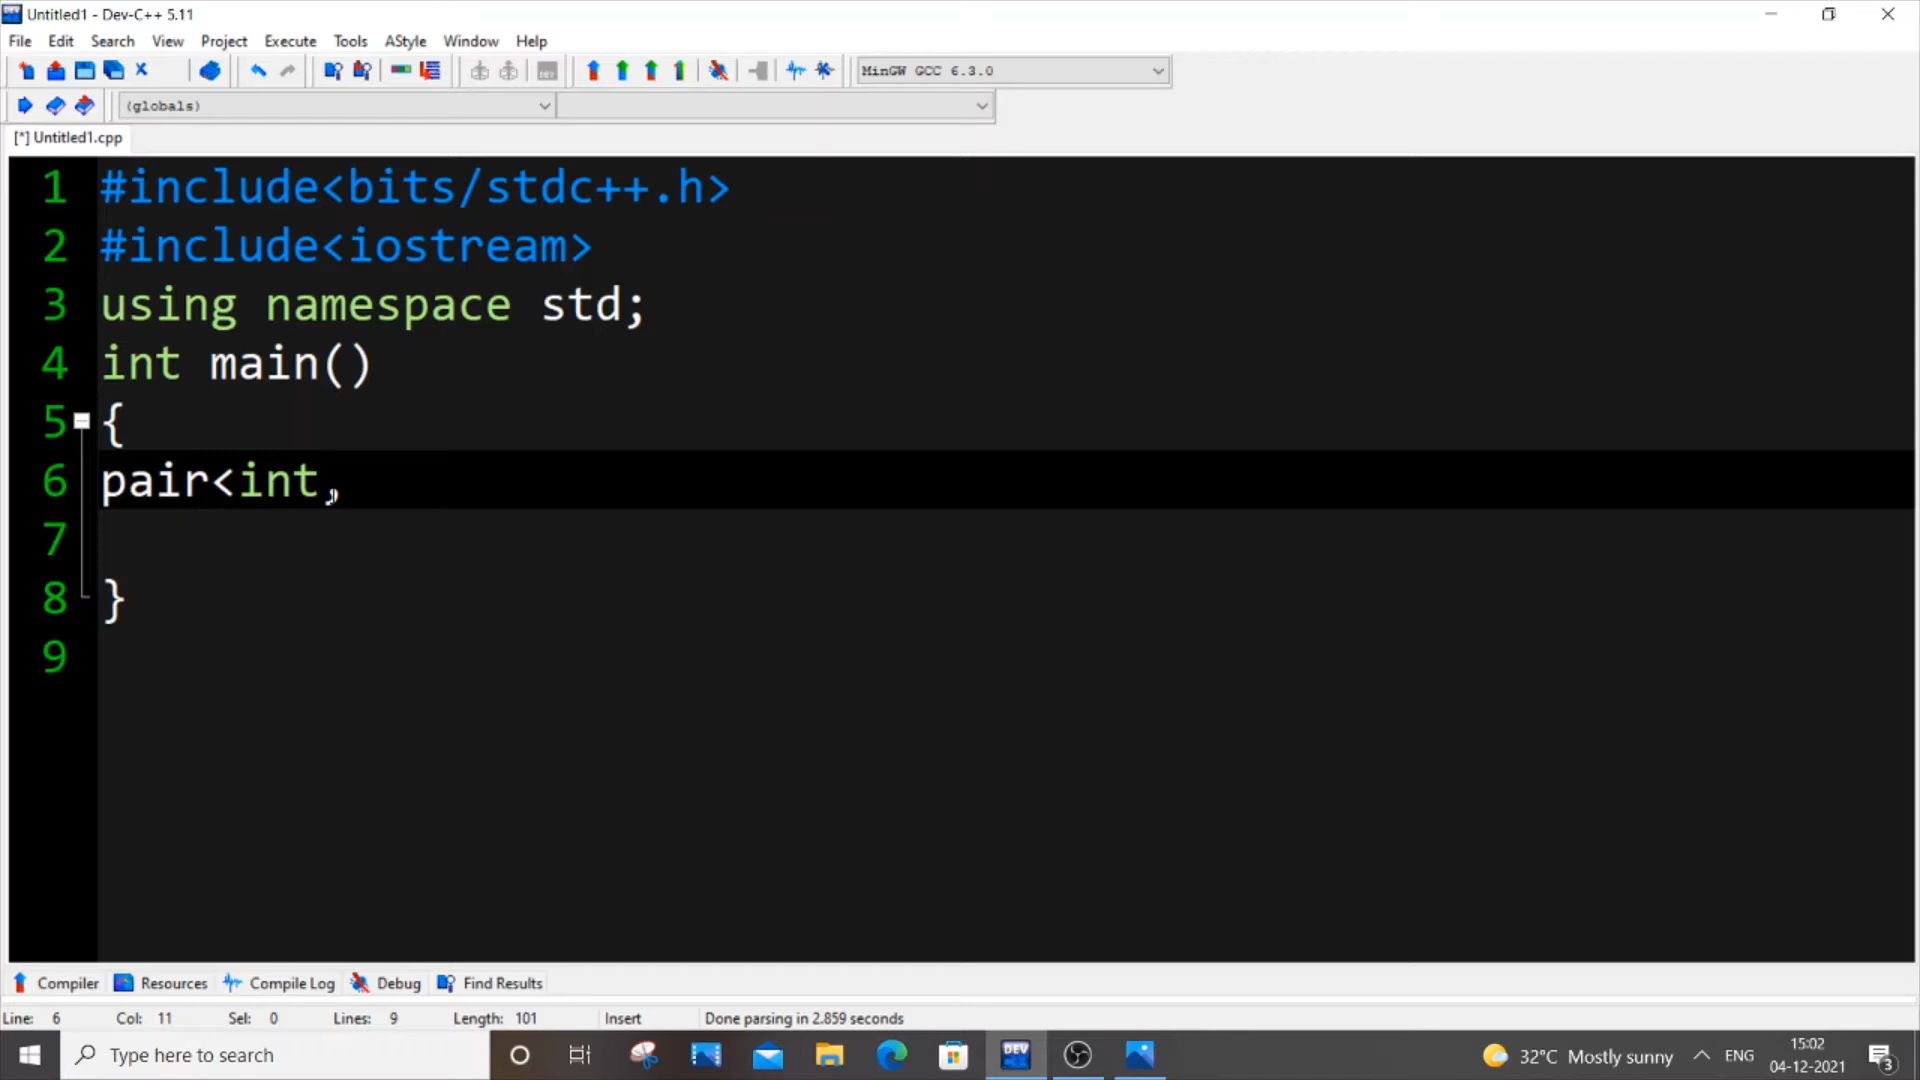 Untitled1 - Dev-C++ 5.11
File Edit Search View Project Execute Tools AStyle Window Help
MinGW GCC 6.3.0
(globals)
[*] Untitled1.cpp
1 #include<bits/stdc++.h>
2 #include<iostream>
3 using namespace std;
4 int main()
5 {
6 pair<int,
7
8 }
9
Compiler Resources Compile Log Debug Find Results
Line: 6 Col: 11 Sel: 0 Lines: 9 Length: 101 Insert Done parsing in 2.859 seconds
Type here to search DEV 32°C Mostly sunny ENG 15:02
04-12-2021 3